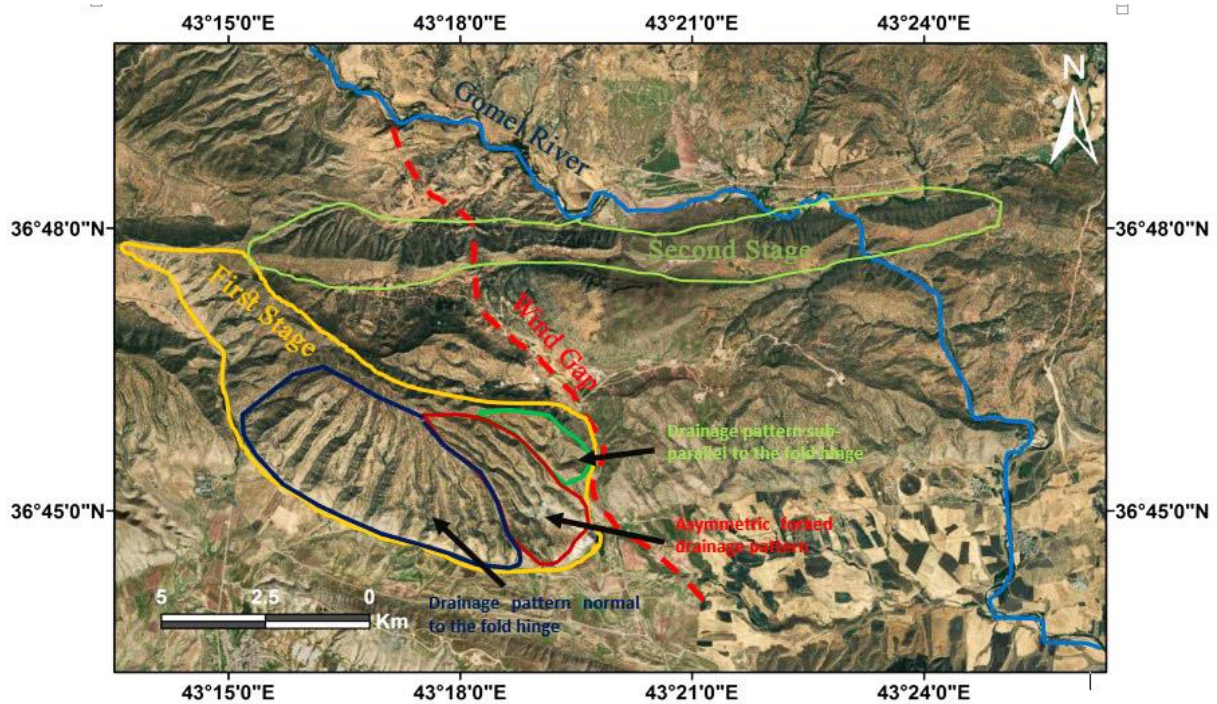 43°15'0"E 43°18'0"E 43°21'0"E 43°24'0"E
N
Gomel River
36°48'0"N 36°48'0"N
Second Stage
First Stage
Wind Gap
Drainage pattern sub-
parallel to the fold hinge
36°45'0"N 36°45'0"N
Asymmetric forked
drainage pattern
Drainage pattern normal
to the fold hinge
5 2.5 0
Km
43°15'0"E 43°18'0"E 43°21'0"E 43°24'0"E